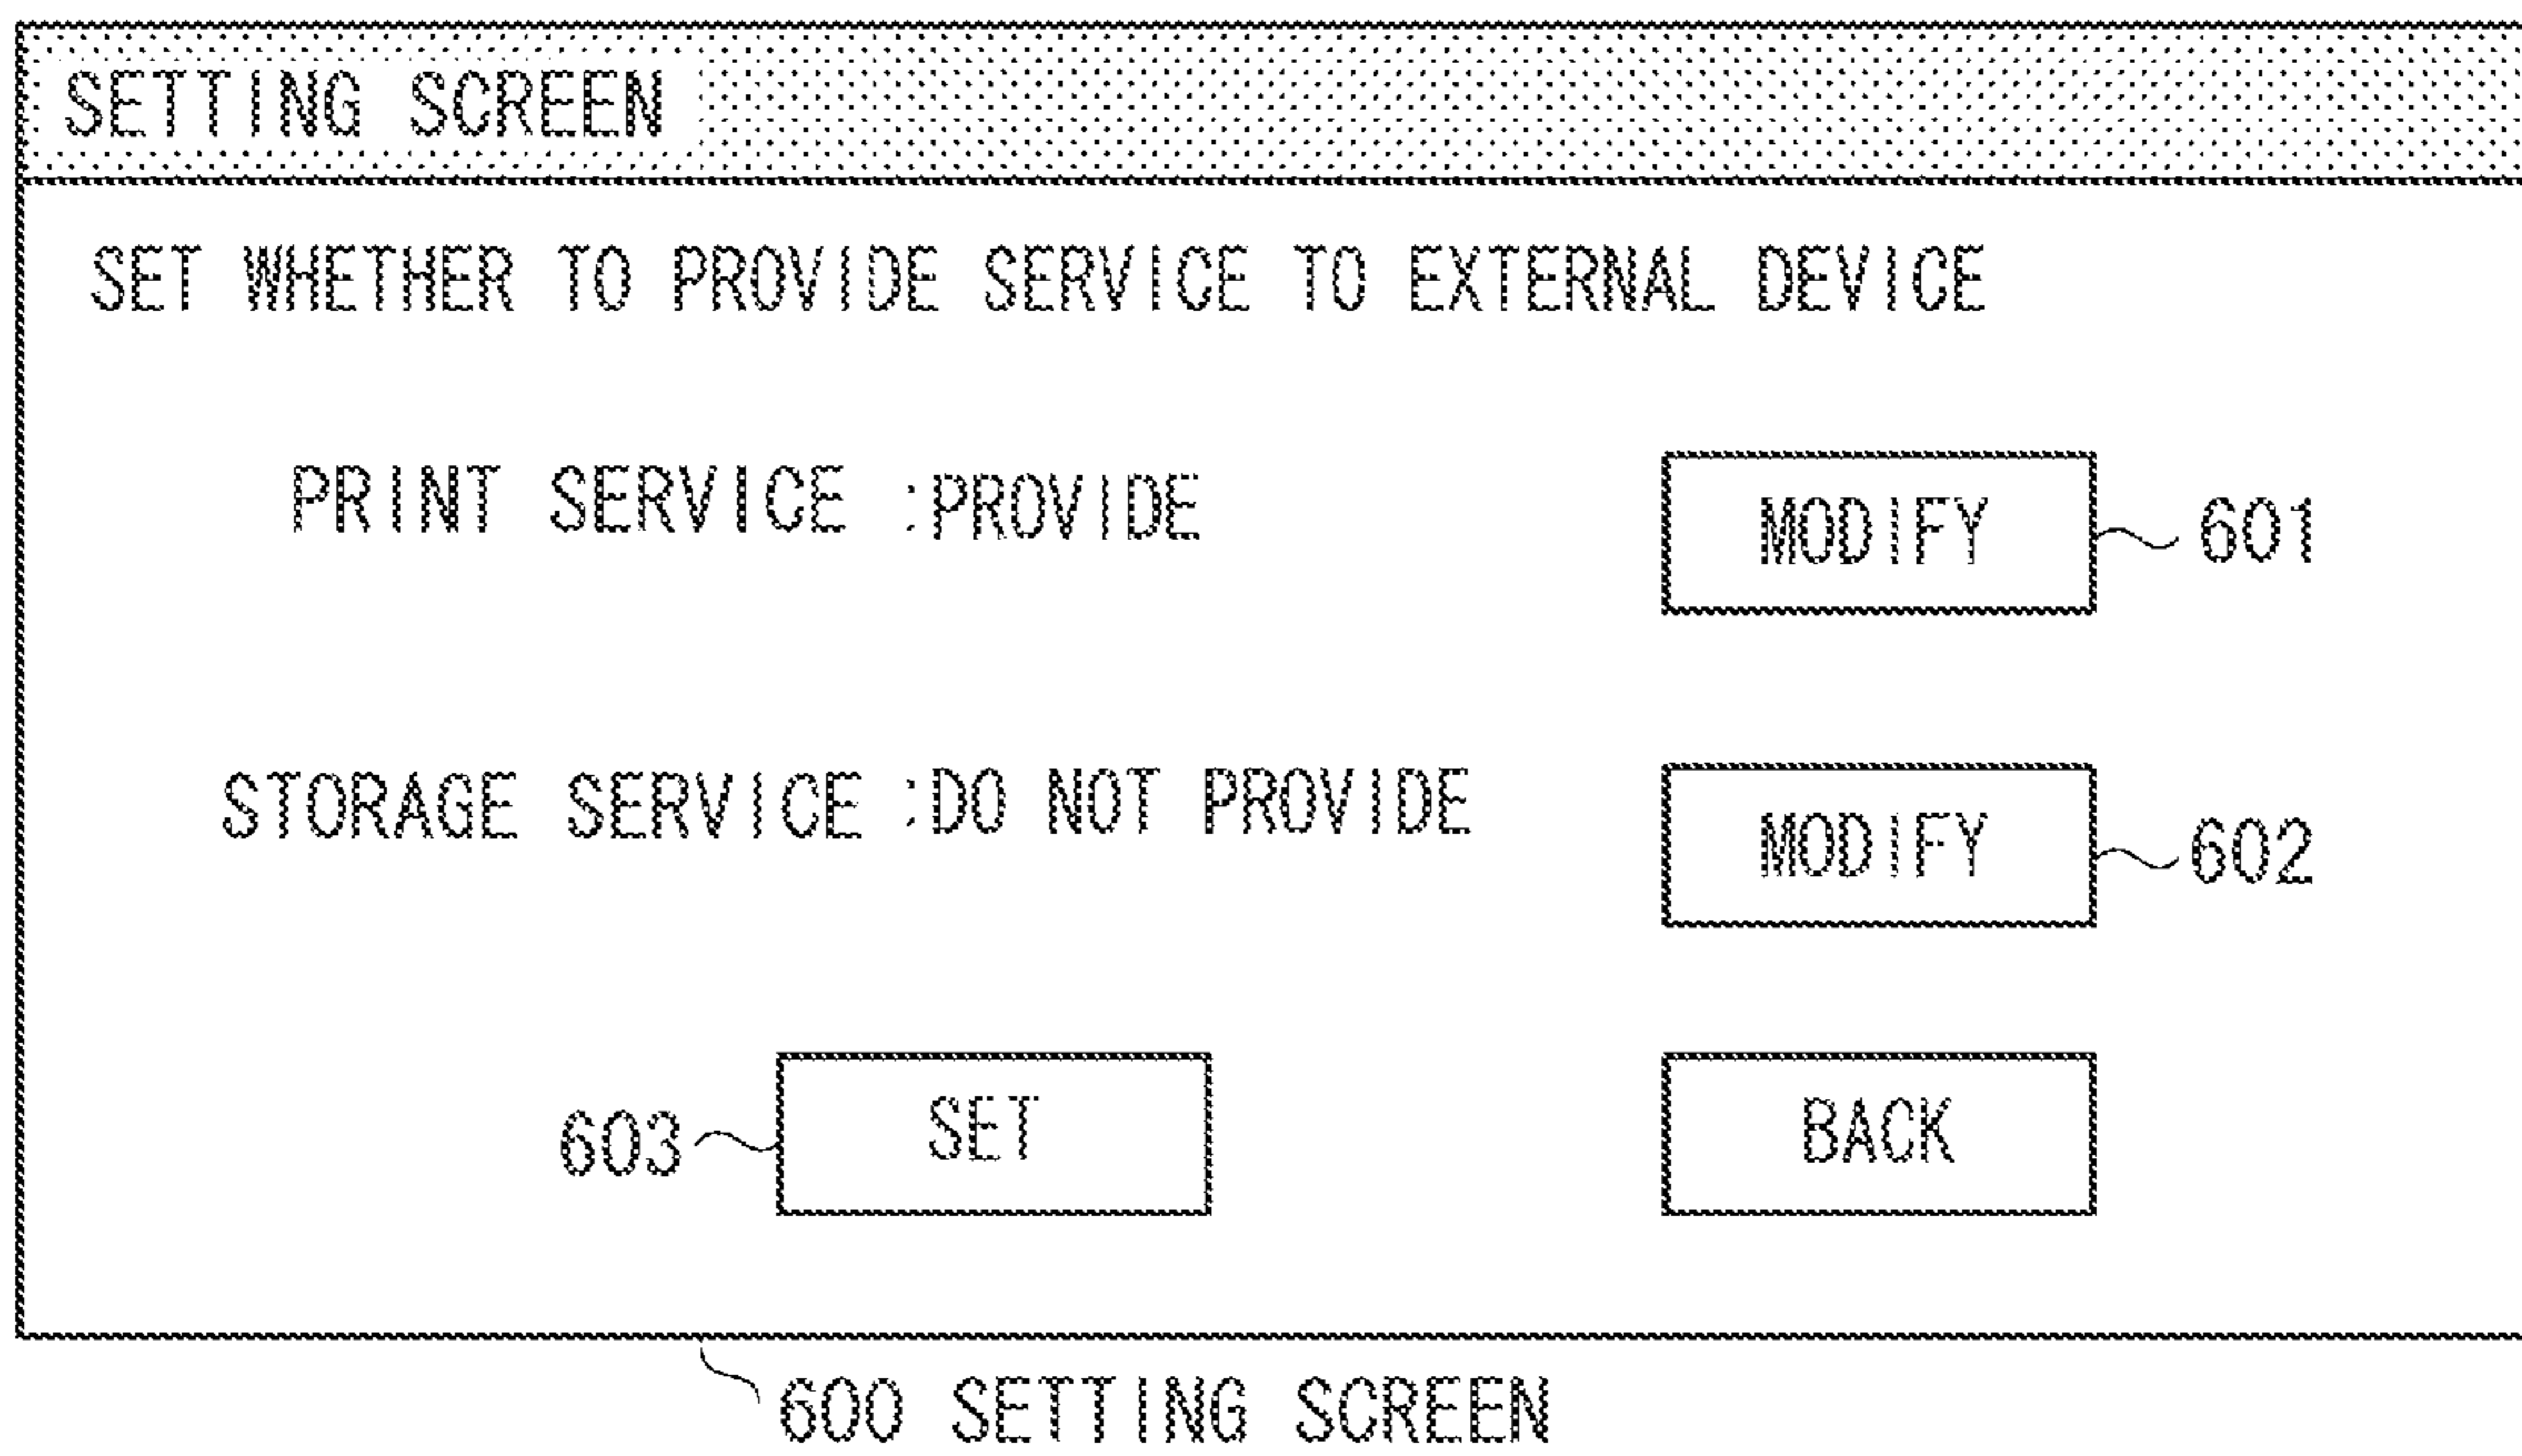 SETTING SCREEN
SET WHETHER TO PROVIDE SERVICE TO EXTERNAL DEVICE
PRINT SERVICE :PROVIDE MODIFY 601
STORAGE SERVICE :DO NOT PROVIDE MODIFY 602
603 SET BACK
600 SETTING SCREEN